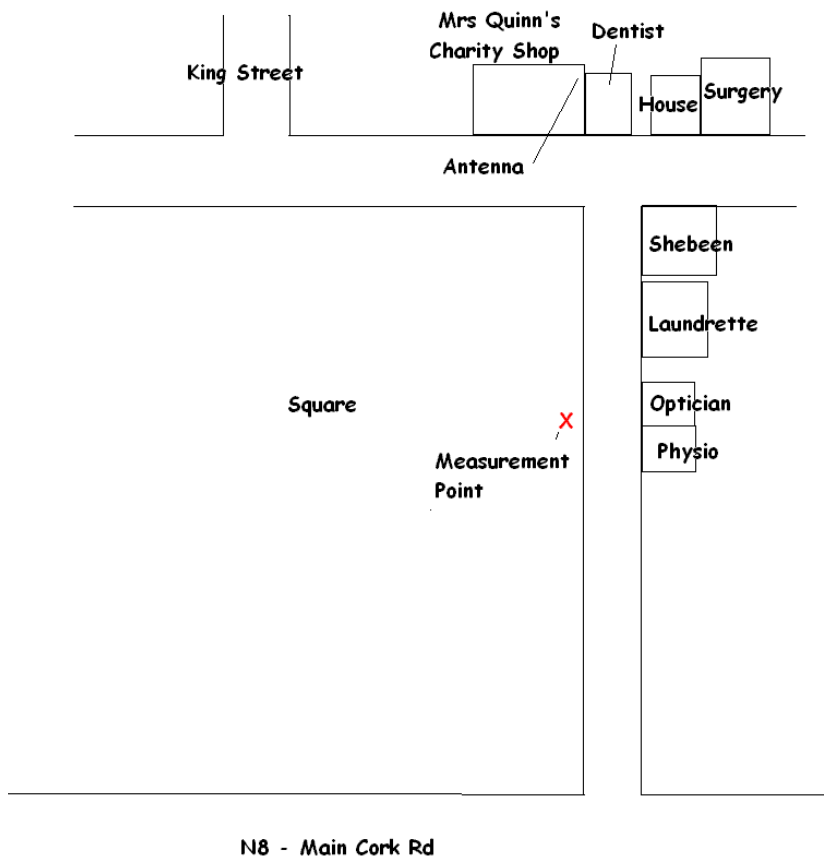 Mrs Quinn's
Charity Shop
Dentist
King Street
House
Surgery
Antenna
Shebeen
Laundrette
Square
X
Optician
Measurement
Point
Physio
N8 - Main Cork Rd